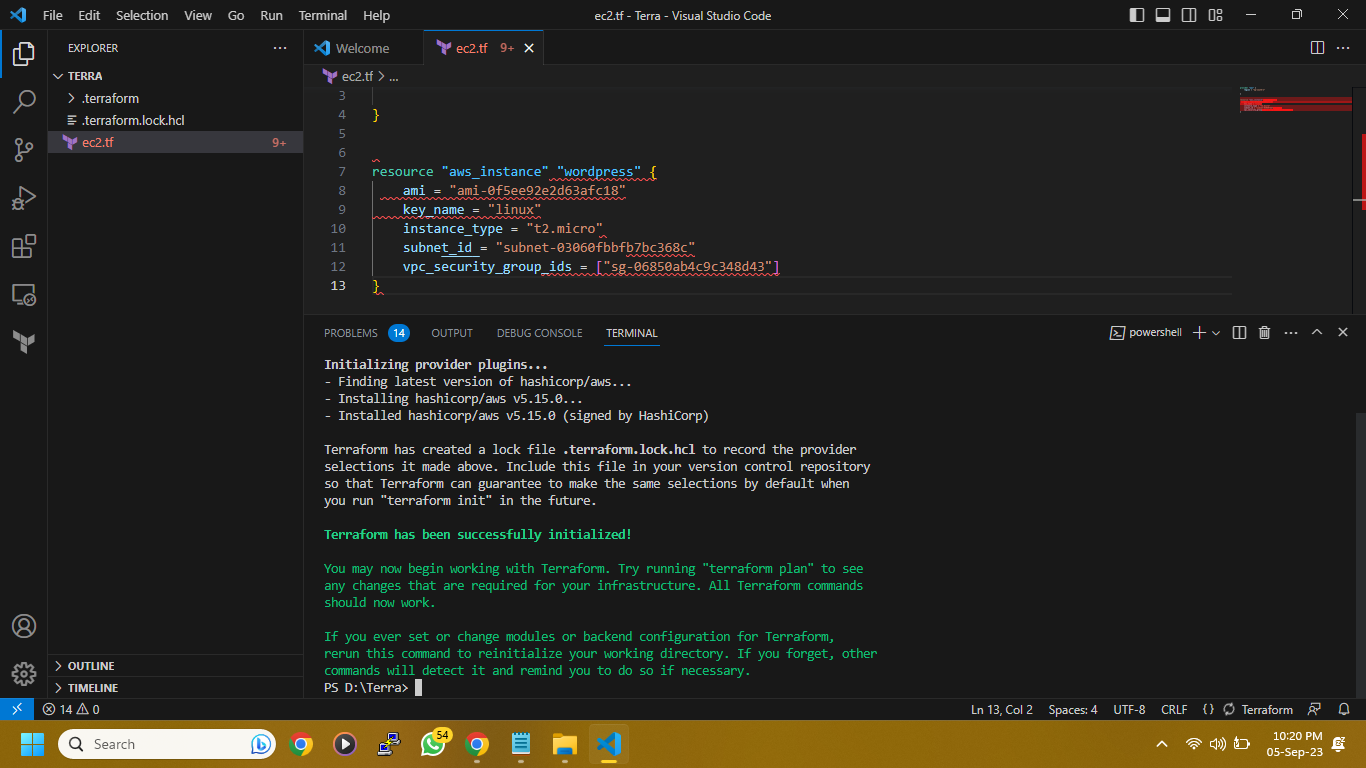 File Edit Selection View Go Run Terminal Help
ec2.tf - Terra - Visual Studio Code
EXPLORER
TERRA
.terraform
.terraform.lock.hcl
ec2.tf 9+
OUTLINE
TIMELINE
Welcome
ec2.tf 9+
ec2.tf > ...
3
4 }
5
6
7 resource "aws_instance" "wordpress" {
8 ami = "ami-0f5ee92e2d63afc18"
9 key_name = "linux"
10 instance_type = "t2.micro"
11 subnet_id = "subnet-03060fbbfb7bc368c"
12 vpc_security_group_ids = ["sg-06850ab4c9c348d43"]
13 }
PROBLEMS 14 OUTPUT DEBUG CONSOLE TERMINAL
powershell
Initializing provider plugins...
- Finding latest version of hashicorp/aws...
- Installing hashicorp/aws v5.15.0...
- Installed hashicorp/aws v5.15.0 (signed by HashiCorp)
Terraform has created a lock file .terraform.lock.hcl to record the provider
selections it made above. Include this file in your version control repository
so that Terraform can guarantee to make the same selections by default when
you run "terraform init" in the future.
Terraform has been successfully initialized!
You may now begin working with Terraform. Try running "terraform plan" to see
any changes that are required for your infrastructure. All Terraform commands
should now work.
If you ever set or change modules or backend configuration for Terraform,
rerun this command to reinitialize your working directory. If you forget, other
commands will detect it and remind you to do so if necessary.
PS D:\Terra>
14 0
Ln 13, Col 2 Spaces: 4 UTF-8 CRLF {} Terraform
Search
54
10:20 PM
05-Sep-23